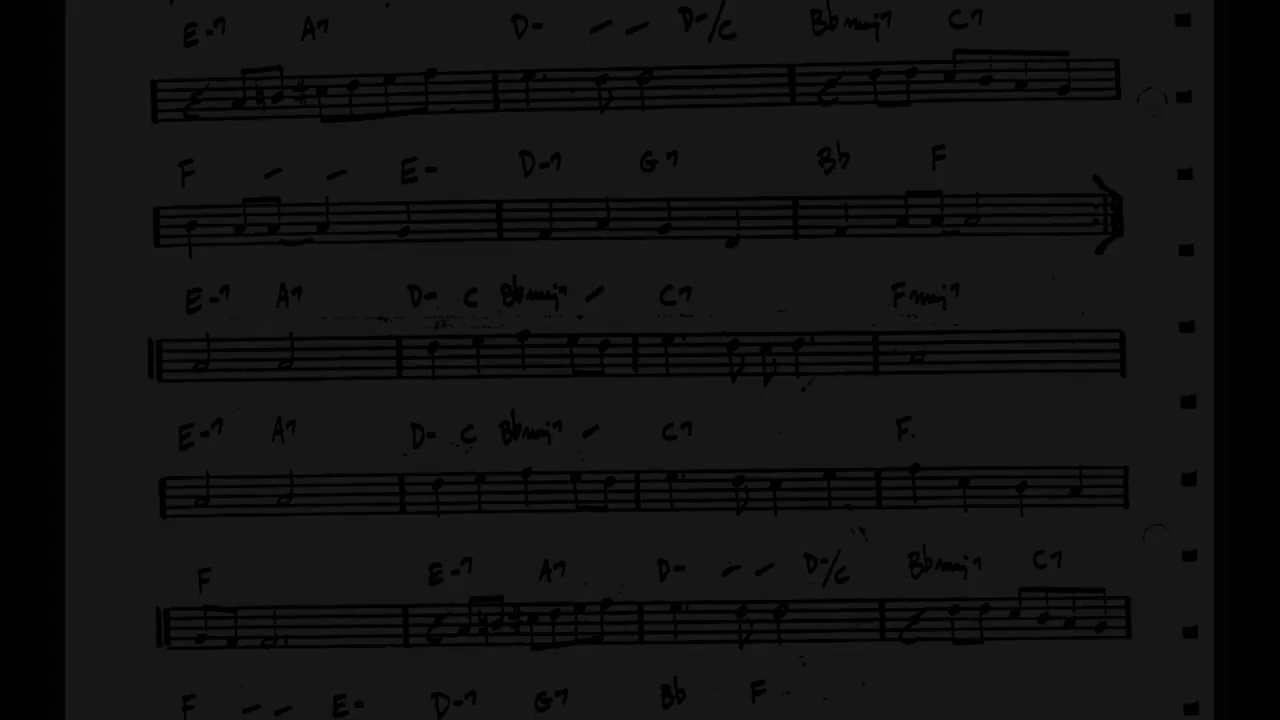 E-7 A7 D- - - D-/C Bbmaj7 C7
F - - E- D-7 G7 Bb F
E-7 A7 D- C Bbmaj7 - C7 Fmaj7
E-7 A7 D- C Bbmaj7 - C7 F.
F E-7 A7 D- - - D-/C Bbmaj7 C7
F - - E- D-7 G7 Bb F